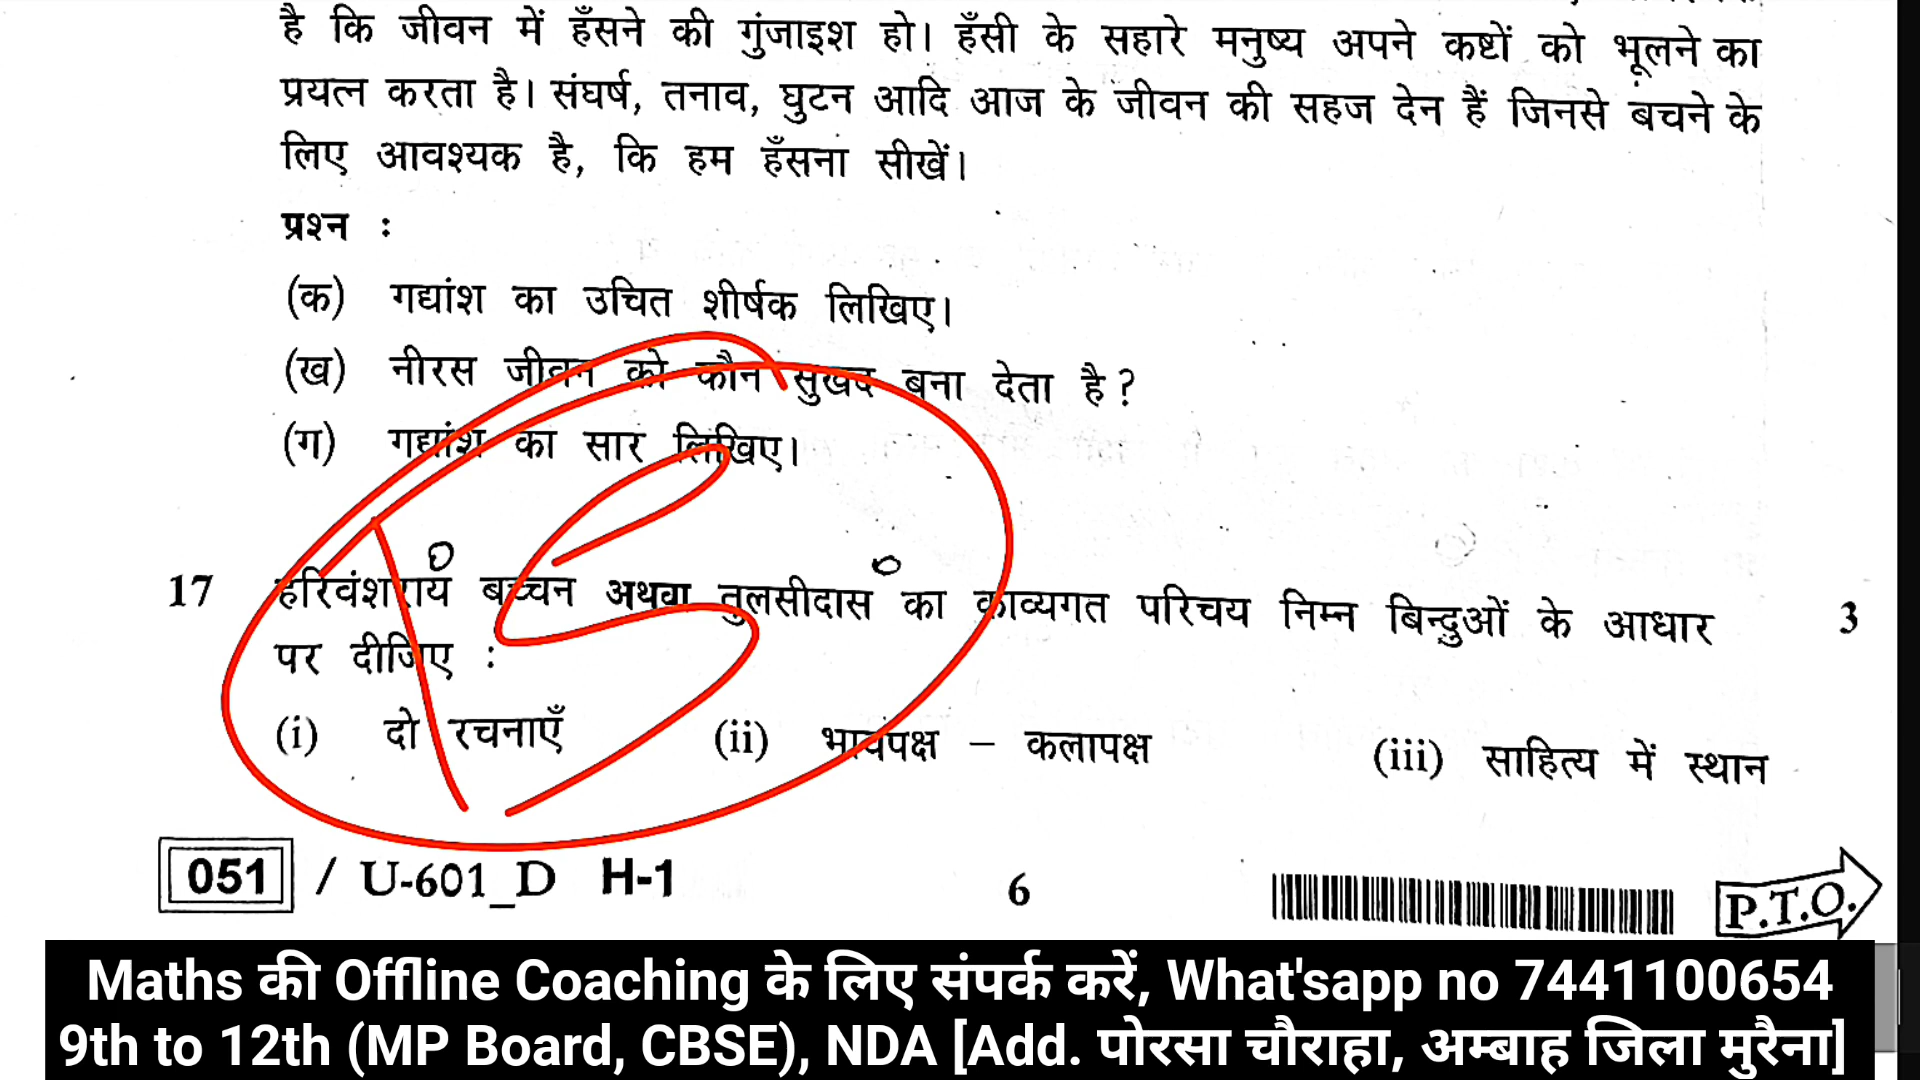 है कि जीवन में हँसने की गुंजाइश हो। हँसी के सहारे मनुष्य अपने कष्टों को भूलने का
प्रयत्न करता है। संघर्ष, तनाव, घुटन आदि आज के जीवन की सहज देन हैं जिनसे बचने के
लिए आवश्यक है, कि हम हँसना सीखें।
प्रश्न :
(क) गद्यांश का उचित शीर्षक लिखिए।
(ख) नीरस जीवन को कौन सुखद बना देता है ?
(ग) गद्यांश का सार लिखिए।
17 हरिवंशराय बच्चन अथवा तुलसीदास का काव्यगत परिचय निम्न बिन्दुओं के आधार 3
पर दीजिए :
(i) दो रचनाएँ (ii) भावपक्ष – कलापक्ष (iii) साहित्य में स्थान
051 / U-601_D H-1 6 P.T.O.
Maths की Offline Coaching के लिए संपर्क करें, What'sapp no 7441100654
9th to 12th (MP Board, CBSE), NDA [Add. पोरसा चौराहा, अम्बाह जिला मुरैना]